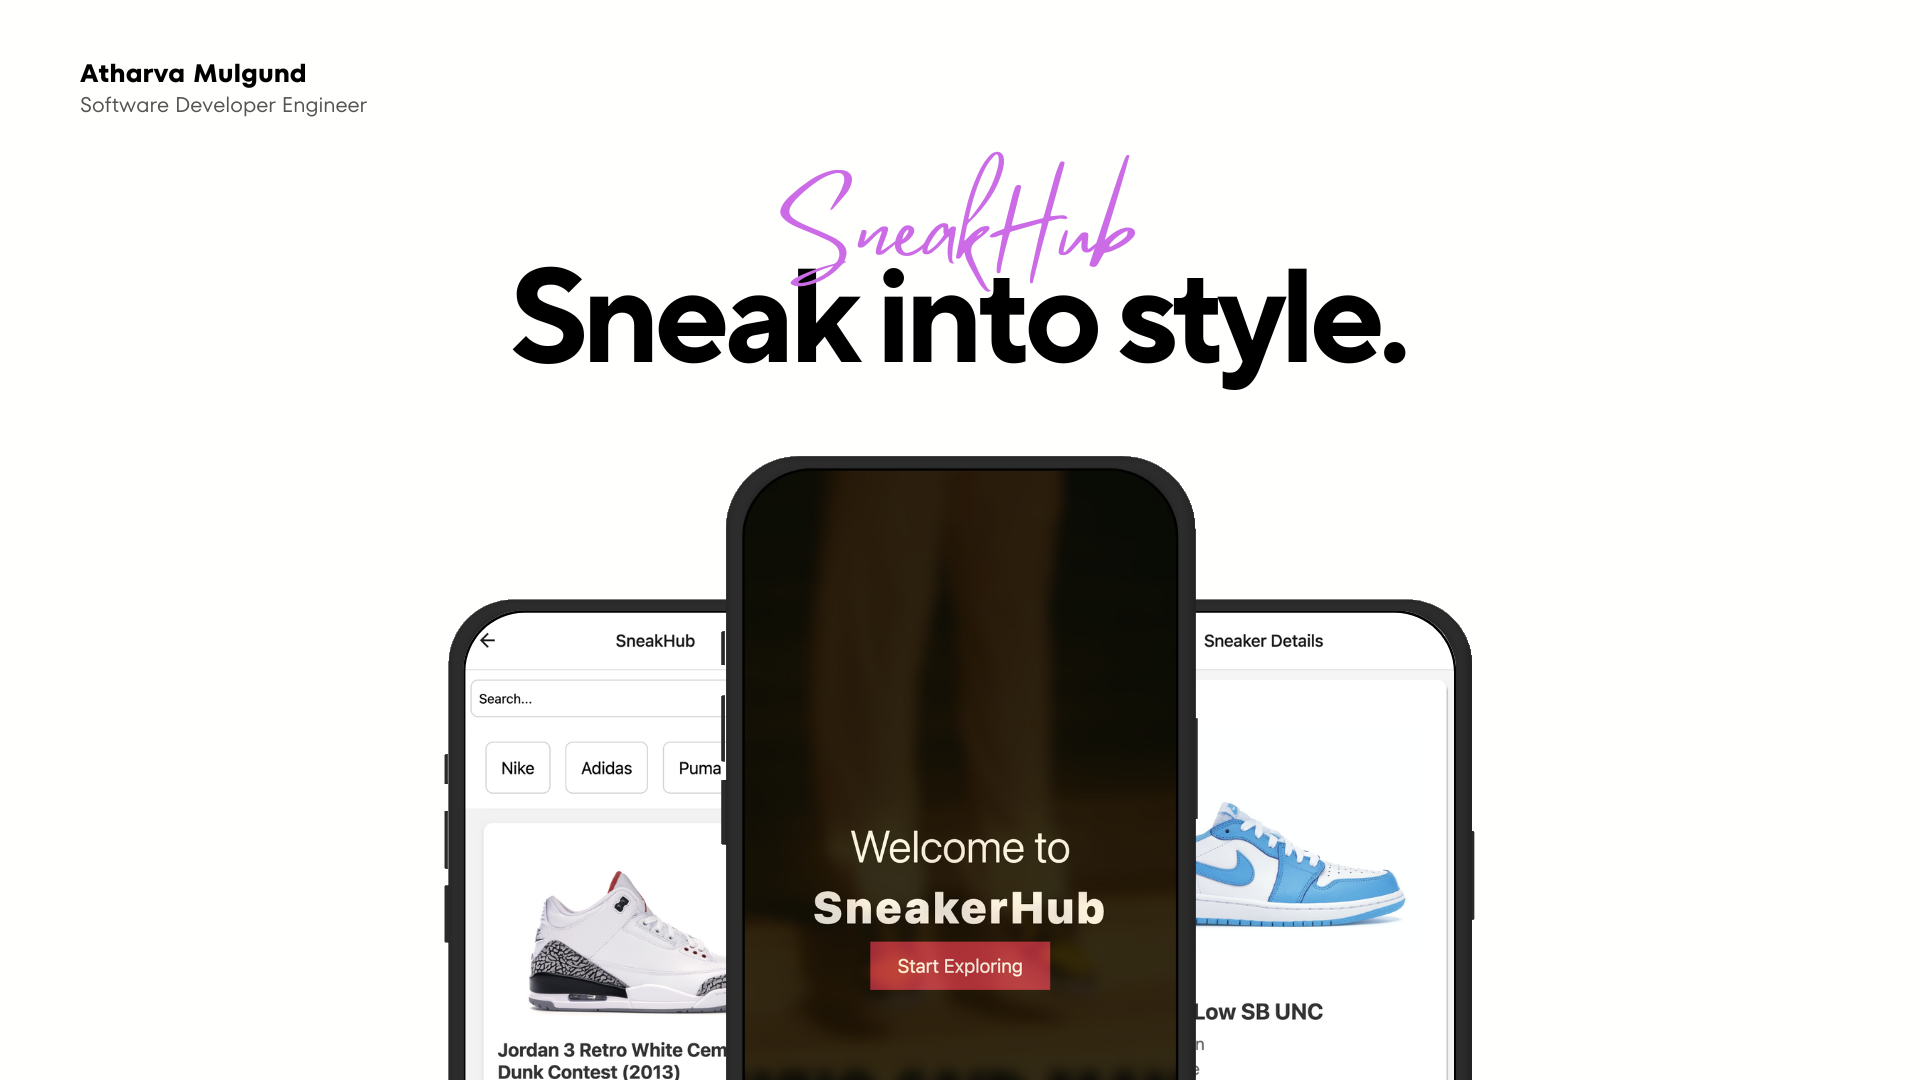 Atharva Mulgund
Software Developer Engineer
SneakHub
Sneak into style.
SneakHub
Search...
Nike
Adidas
Puma
Jordan 3 Retro White Cem
Dunk Contest (2013)
Welcome to
SneakerHub
Start Exploring
Sneaker Details
Low SB UNC